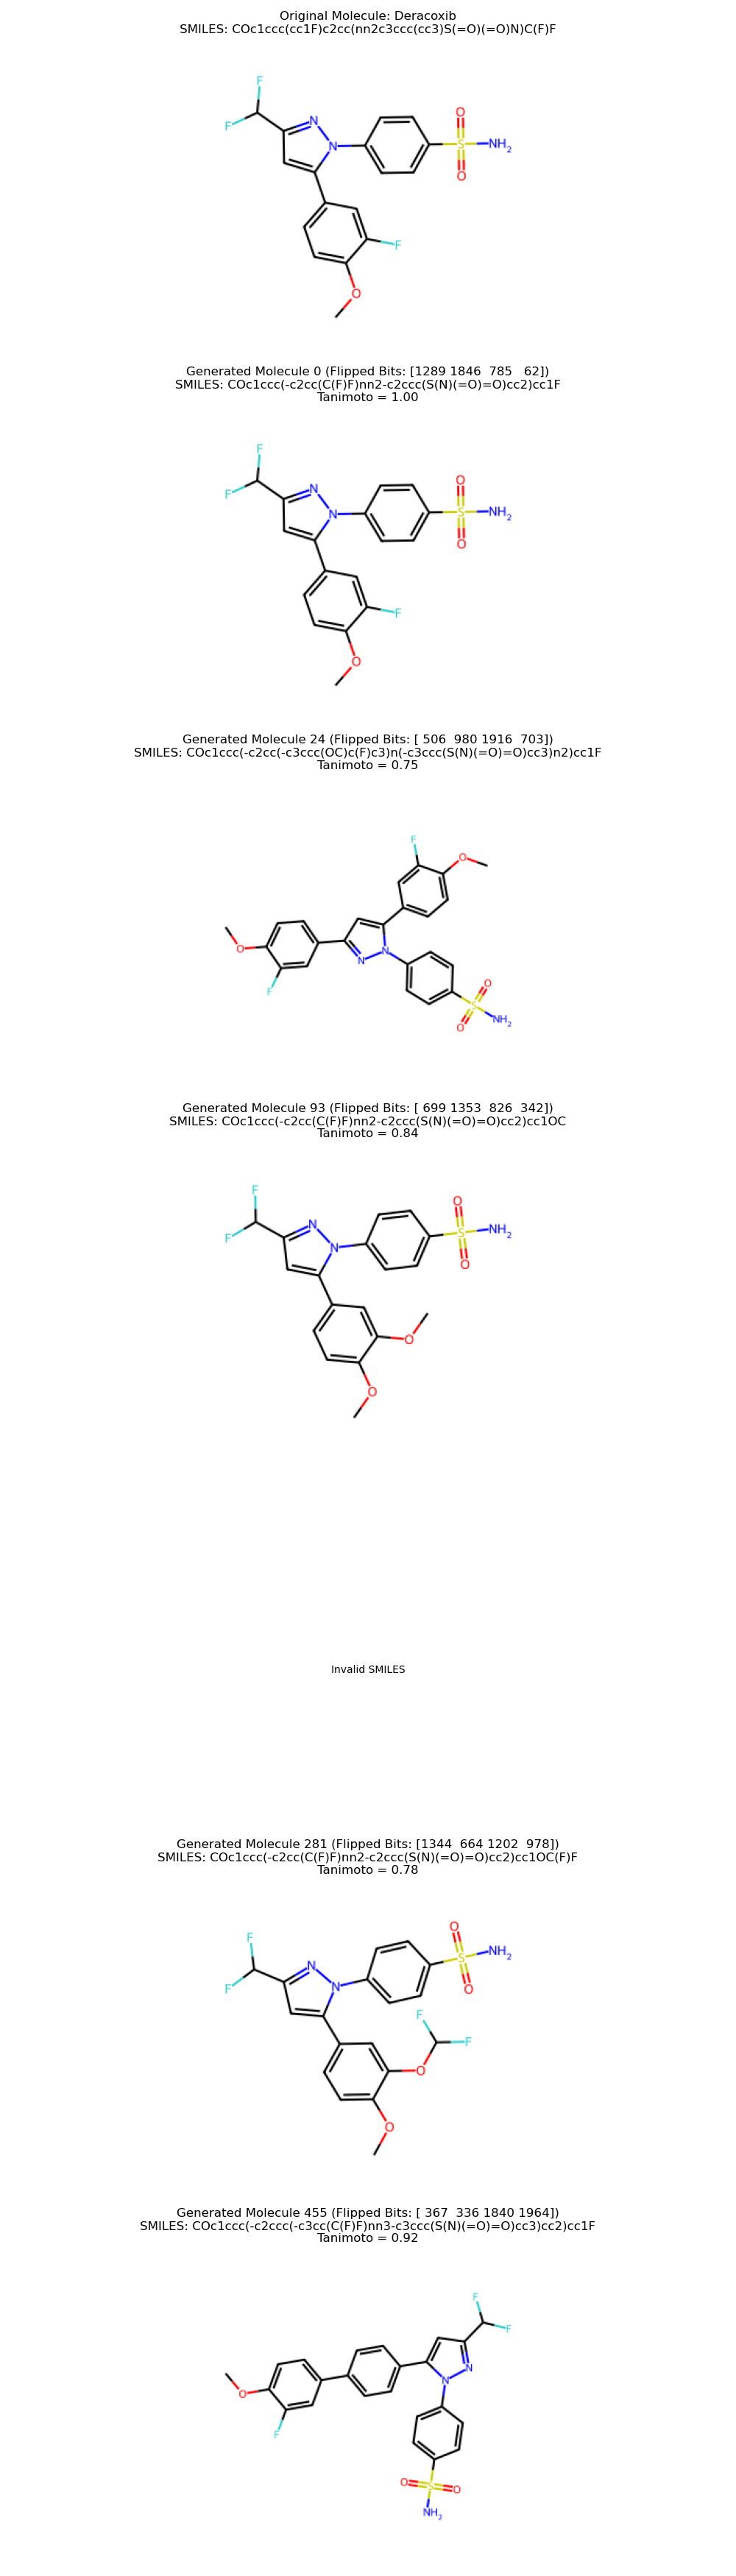 Original Molecule: Deracoxib
SMILES: COc1ccc(cc1F)c2cc(nn2c3ccc(cc3)S(=O)(=O)N)C(F)F
F
F
N
N
O
S
NH2
O
F
O
Generated Molecule 0 (Flipped Bits: [1289 1846  785   62])
SMILES: COc1ccc(-c2cc(C(F)F)nn2-c2ccc(S(N)(=O)=O)cc2)cc1F
Tanimoto = 1.00
F
F
N
N
O
S
NH2
O
F
O
Generated Molecule 24 (Flipped Bits: [ 506  980 1916  703])
SMILES: COc1ccc(-c2cc(-c3ccc(OC)c(F)c3)n(-c3ccc(S(N)(=O)=O)cc3)n2)cc1F
Tanimoto = 0.75
F
O
O
N
N
F
O
S
O
NH2
Generated Molecule 93 (Flipped Bits: [ 699 1353  826  342])
SMILES: COc1ccc(-c2cc(C(F)F)nn2-c2ccc(S(N)(=O)=O)cc2)cc1OC
Tanimoto = 0.84
F
F
N
N
O
S
NH2
O
O
O
Invalid SMILES
Generated Molecule 281 (Flipped Bits: [1344  664 1202  978])
SMILES: COc1ccc(-c2cc(C(F)F)nn2-c2ccc(S(N)(=O)=O)cc2)cc1OC(F)F
Tanimoto = 0.78
F
F
N
N
O
S
NH2
O
F
F
O
O
Generated Molecule 455 (Flipped Bits: [ 367  336 1840 1964])
SMILES: COc1ccc(-c2ccc(-c3cc(C(F)F)nn3-c3ccc(S(N)(=O)=O)cc3)cc2)cc1F
Tanimoto = 0.92
F
F
N
N
O
F
O
S
O
NH2